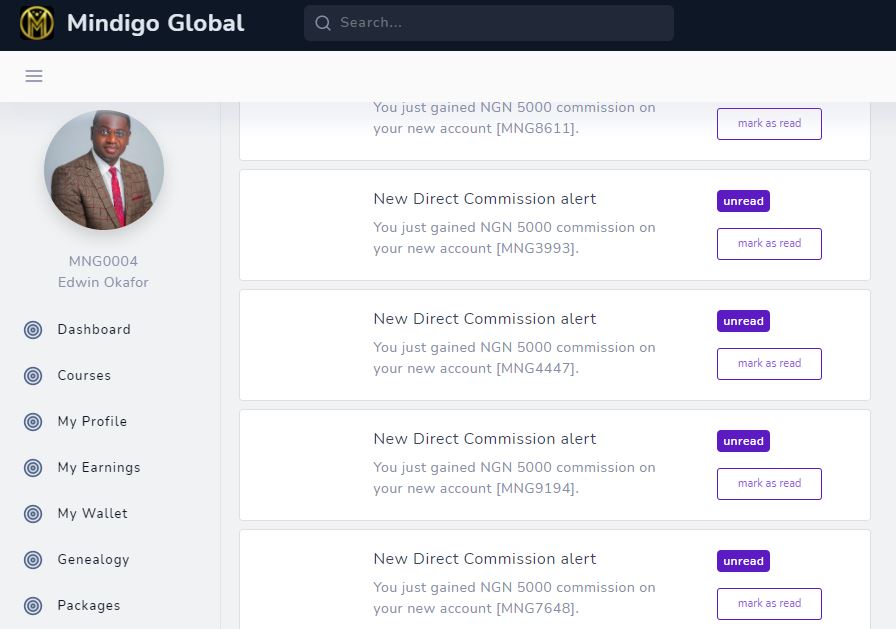 Mindigo Global
Search...
MNG0004
Edwin Okafor
Dashboard
Courses
My Profile
My Earnings
My Wallet
Genealogy
Packages
You just gained NGN 5000 commission on
your new account [MNG8611].
mark as read
New Direct Commission alert
unread
You just gained NGN 5000 commission on
your new account [MNG3993].
mark as read
New Direct Commission alert
unread
You just gained NGN 5000 commission on
your new account [MNG4447].
mark as read
New Direct Commission alert
unread
You just gained NGN 5000 commission on
your new account [MNG9194].
mark as read
New Direct Commission alert
unread
You just gained NGN 5000 commission on
your new account [MNG7648].
mark as read